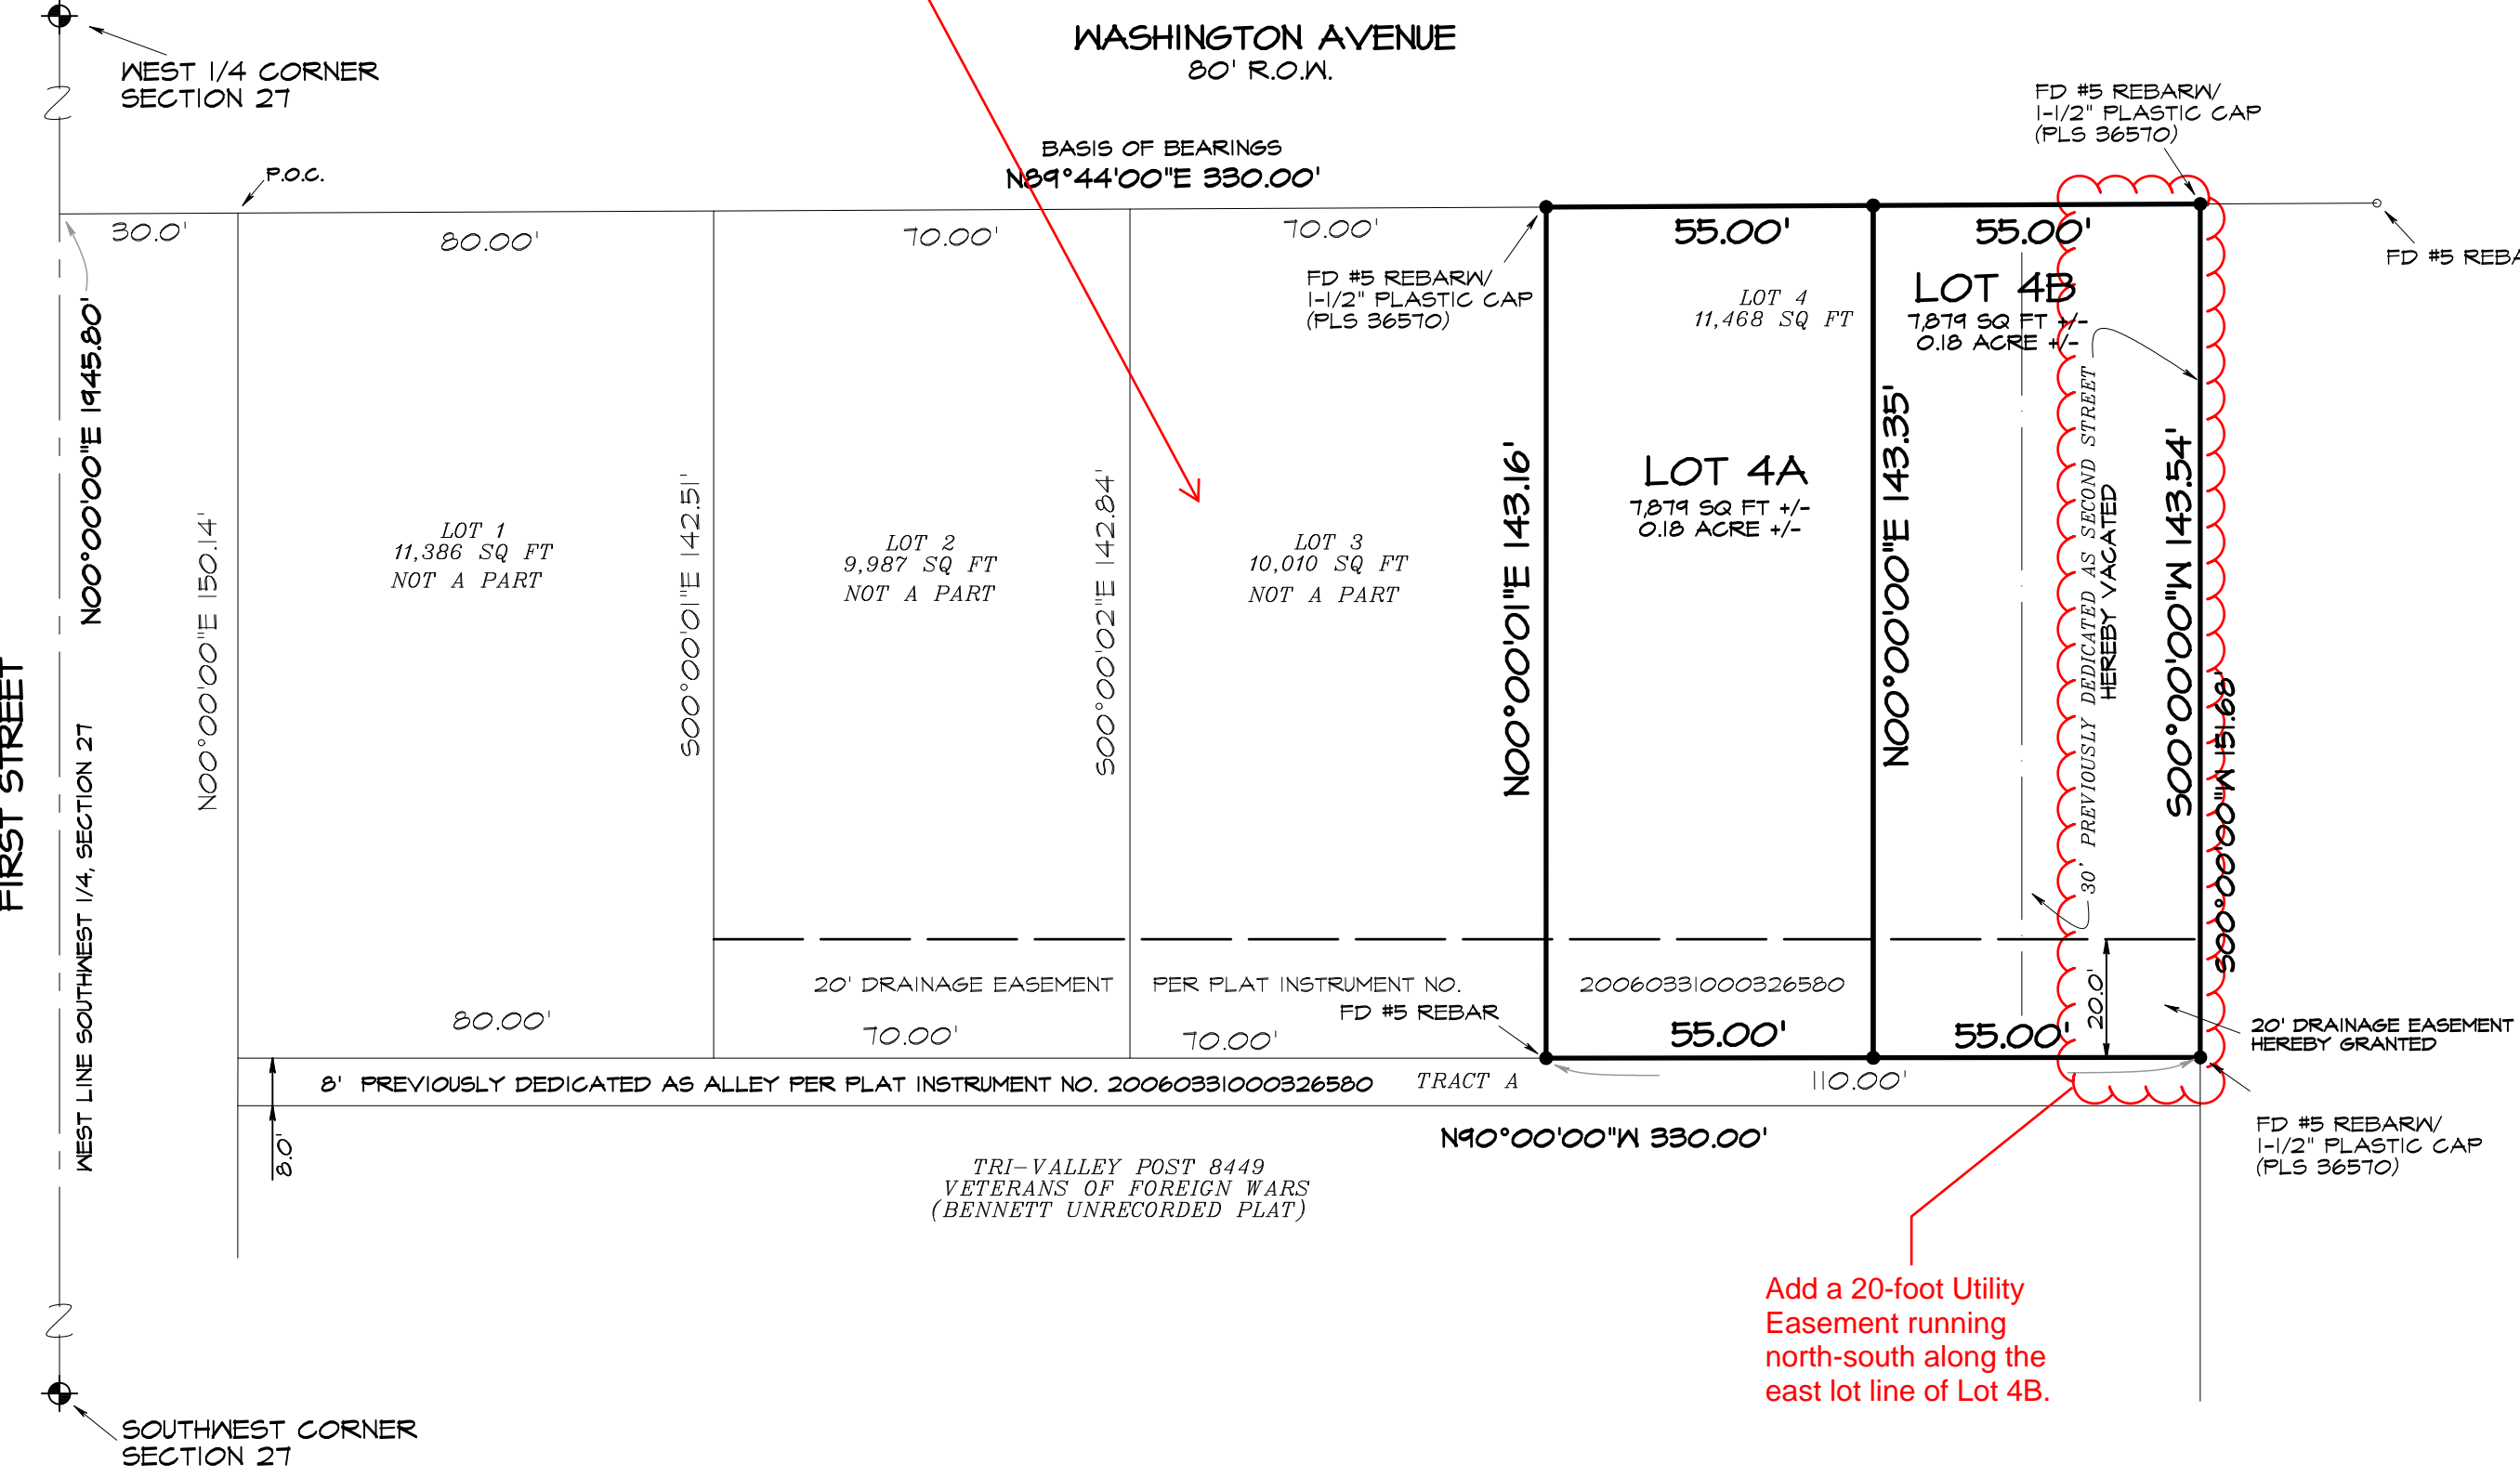 WASHINGTON AVENUE
80' R.O.W.
WEST 1/4 CORNER
SECTION 27
FD #5 REBARW/
1-1/2" PLASTIC CAP
(PLS 36570)
BASIS OF BEARINGS
N89°44'00"E 330.00'
P.O.C.
30.0'
80.00'
70.00'
70.00'
55.00'
55.00'
FD #5 REBA
FD #5 REBARW/
1-1/2" PLASTIC CAP
(PLS 36570)
LOT 4
11,468 SQ FT
LOT 4B
7,879 SQ FT +/-
0.18 ACRE +/-
N00°00'00"E 1945.80'
FIRST STREET
WEST LINE SOUTHWEST 1/4, SECTION 27
N00°00'00"E 150.14'
LOT 1
11,386 SQ FT
NOT A PART
S00°00'01"E 142.51'
LOT 2
9,987 SQ FT
NOT A PART
S00°00'02"E 142.84'
LOT 3
10,010 SQ FT
NOT A PART
N00°00'01"E 143.16'
LOT 4A
7,879 SQ FT +/-
0.18 ACRE +/-
N00°00'00"E 143.35'
30' PREVIOUSLY DEDICATED AS SECOND STREET
HEREBY VACATED
S00°00'00"W 143.54'
S00°00'00"W 151.68'
20' DRAINAGE EASEMENT PER PLAT INSTRUMENT NO. 20060331000326580
FD #5 REBAR
80.00'
70.00'
70.00'
55.00'
55.00'
20.0'
20' DRAINAGE EASEMENT
HEREBY GRANTED
8' PREVIOUSLY DEDICATED AS ALLEY PER PLAT INSTRUMENT NO. 20060331000326580
TRACT A
110.00'
8.0'
N90°00'00"W 330.00'
FD #5 REBARW/
1-1/2" PLASTIC CAP
(PLS 36570)
TRI-VALLEY POST 8449
VETERANS OF FOREIGN WARS
(BENNETT UNRECORDED PLAT)
Add a 20-foot Utility
Easement running
north-south along the
east lot line of Lot 4B.
SOUTHWEST CORNER
SECTION 27